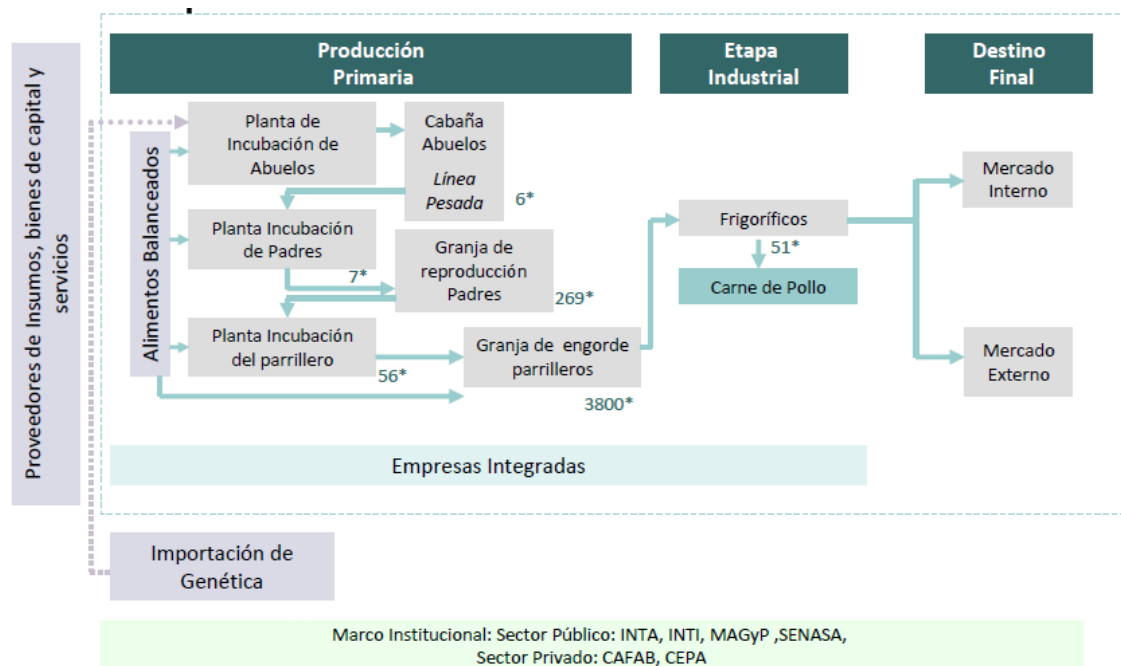 Proveedores de Insumos, bienes de capital y
servicios
Producción
Primaria
Etapa
Industrial
Destino
Final
Alimentos Balanceados
Planta de
Incubación de
Abuelos
Cabaña
Abuelos
Línea
Pesada
6*
Planta Incubación
de Padres
7*
Granja de
reproducción
Padres
269*
Planta Incubación
del parrillero
56*
Granja de engorde
parrilleros
3800*
Frigoríficos
51*
Carne de Pollo
Mercado
Interno
Mercado
Externo
Empresas Integradas
Importación de
Genética
Marco Institucional: Sector Público: INTA, INTI, MAGyP ,SENASA,
Sector Privado: CAFAB, CEPA